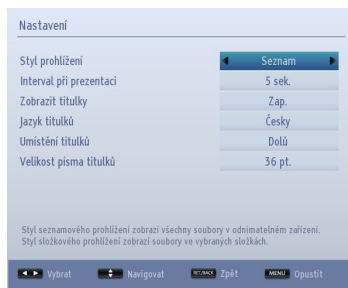 Nastavení
Styl prohlížení Seznam
Interval při prezentaci 5 sek.
Zobrazit titulky Zap.
Jazyk titulků Česky
Umístění titulků Dolů
Velikost písma titulků 36 pt.
Styl seznamového prohlížení zobrazí všechny soubory v odnímatelném zařízení.
Styl složkového prohlížení zobrazí soubory ve vybraných složkách.
Vybrat Navigovat RET/BACK Zpět MENU Opustit